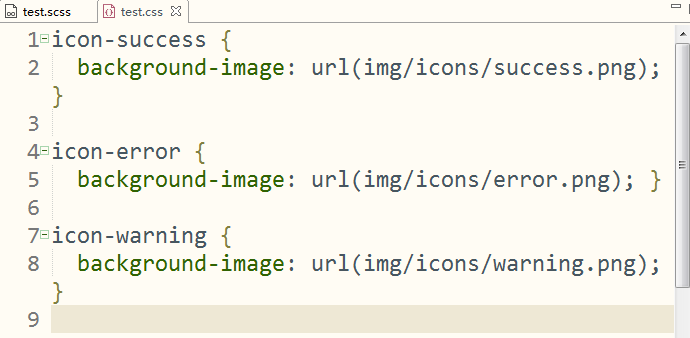 test.scss test.css
1 icon-success {
2 background-image: url(img/icons/success.png);
}
3
4 icon-error {
5 background-image: url(img/icons/error.png); }
6
7 icon-warning {
8 background-image: url(img/icons/warning.png);
}
9